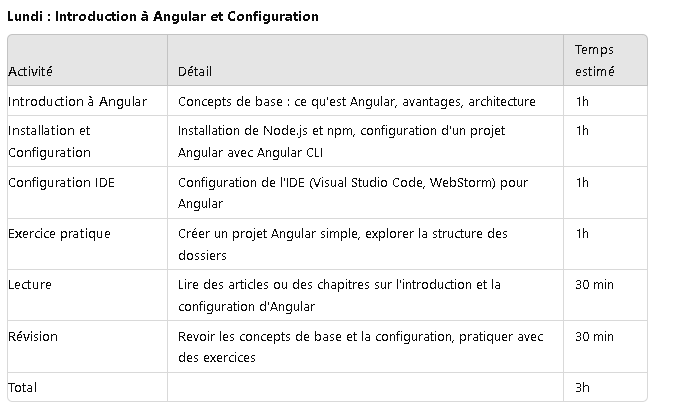 Lundi : Introduction à Angular et Configuration
Temps
Activité Détail estimé
Introduction à Angular Concepts de base : ce qu'est Angular, avantages, architecture 1h
Installation et Installation de Node.js et npm, configuration d'un projet 1h
Configuration Angular avec Angular CLI
Configuration IDE Configuration de l'IDE (Visual Studio Code, WebStorm) pour 1h
Angular
Exercice pratique Créer un projet Angular simple, explorer la structure des 1h
dossiers
Lecture Lire des articles ou des chapitres sur l'introduction et la 30 min
configuration d'Angular
Révision Revoir les concepts de base et la configuration, pratiquer avec 30 min
des exercices
Total 3h